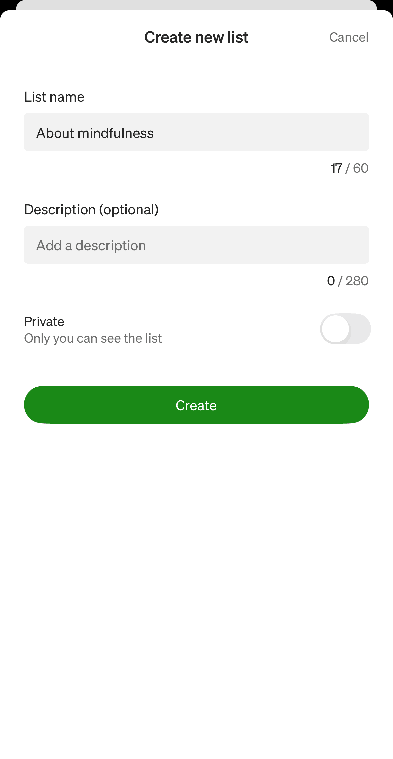 Create new list
Cancel
List name
About mindfulness
17 / 60
Description (optional)
Add a description
0 / 280
Private
Only you can see the list
Create